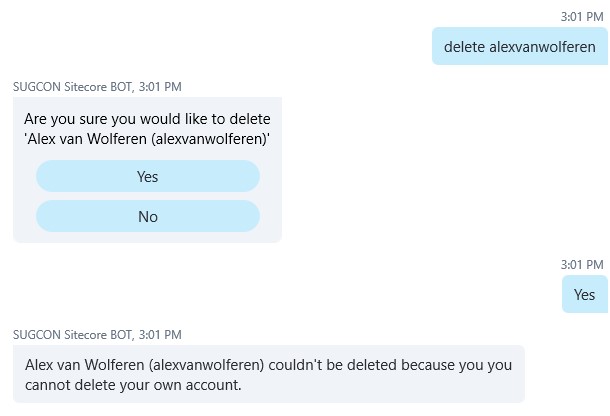 3:01 PM
delete alexvanwolferen
SUGCON Sitecore BOT, 3:01 PM
Are you sure you would like to delete
'Alex van Wolferen (alexvanwolferen)'
Yes
No
3:01 PM
Yes
SUGCON Sitecore BOT, 3:01 PM
Alex van Wolferen (alexvanwolferen) couldn't be deleted because you you
cannot delete your own account.